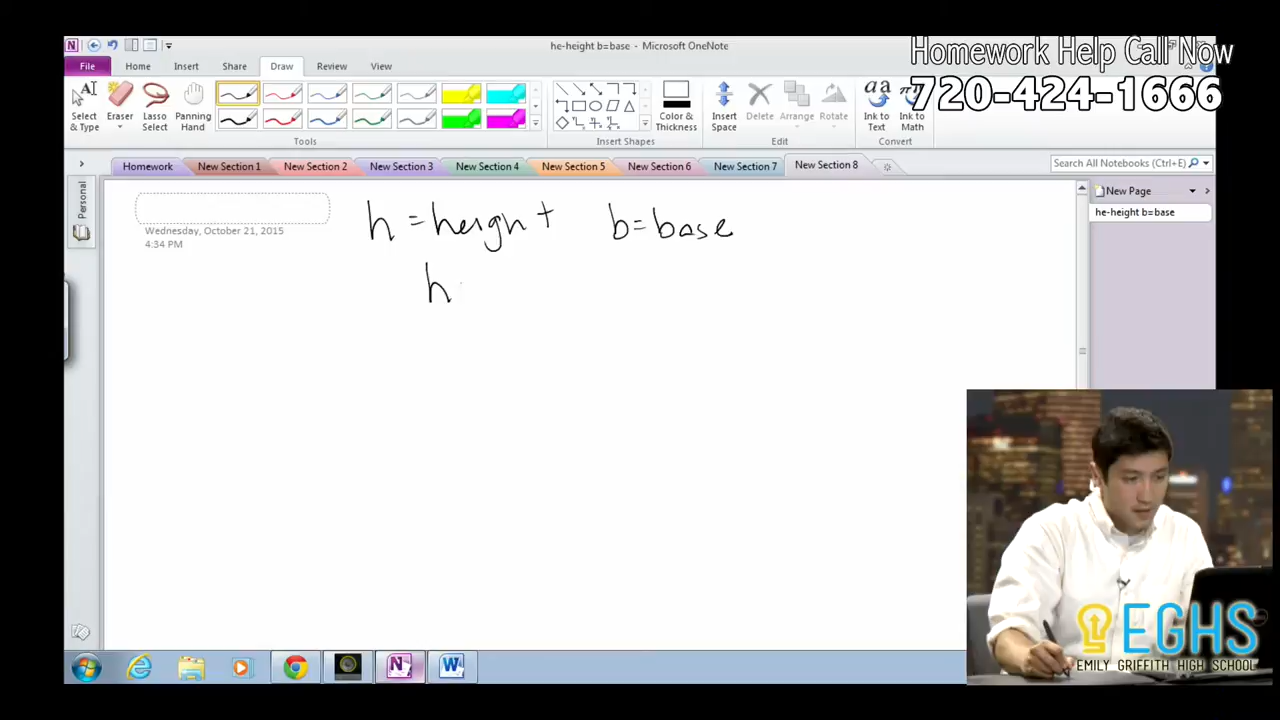 he-height b=base - Microsoft OneNote
Homework Help Call Now
720-424-1666
File Home Insert Share Draw Review View
Select & Type
Eraser
Lasso Select
Panning Hand
Color & Thickness
Insert Space
Delete
Arrange
Rotate
Ink to Text
Ink to Math
Tools Insert Shapes Edit Convert
Homework New Section 1 New Section 2 New Section 3 New Section 4 New Section 5 New Section 6 New Section 7 New Section 8
Search All Notebooks (Ctrl+E)
Personal
New Page
he-height b=base
h = height b=base
Wednesday, October 21, 2015
4:34 PM
h
EGHS
EMILY GRIFFITH HIGH SCHOOL